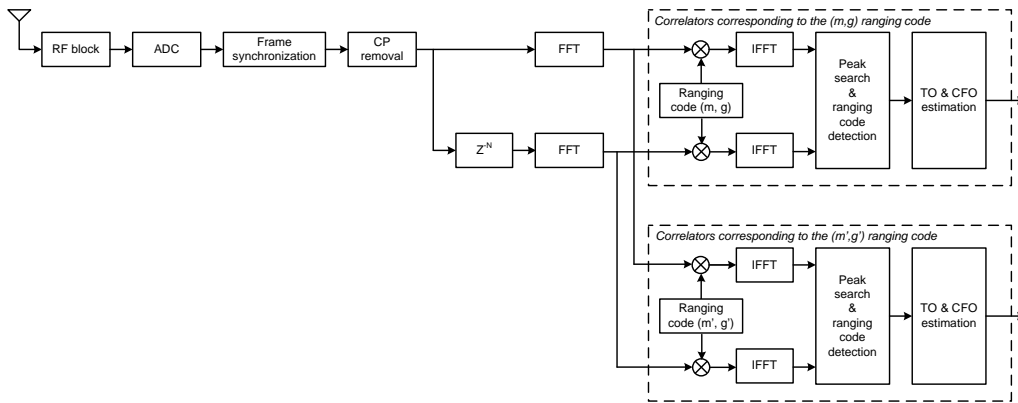 Correlators corresponding to the (m,g) ranging code
RF block
ADC
Frame
synchronization
CP
removal
FFT
IFFT
Ranging
code (m, g)
Peak
search
&
ranging
code
detection
TO & CFO
estimation
Z-N
FFT
IFFT
Correlators corresponding to the (m',g') ranging code
IFFT
Ranging
code (m', g')
Peak
search
&
ranging
code
detection
TO & CFO
estimation
IFFT